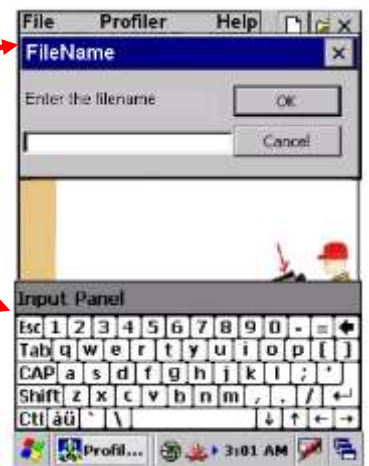 File Profiler Help
FileName
Enter the filename
OK
Cancel
Input Panel
Esc 1 2 3 4 5 6 7 8 9 0 - =
Tab q w e r t y u i o p [ ]
CAP a s d f g h j k l ; '
Shift z x c v b n m , . /
Ctl áü ` \
Profil... 3:01 AM